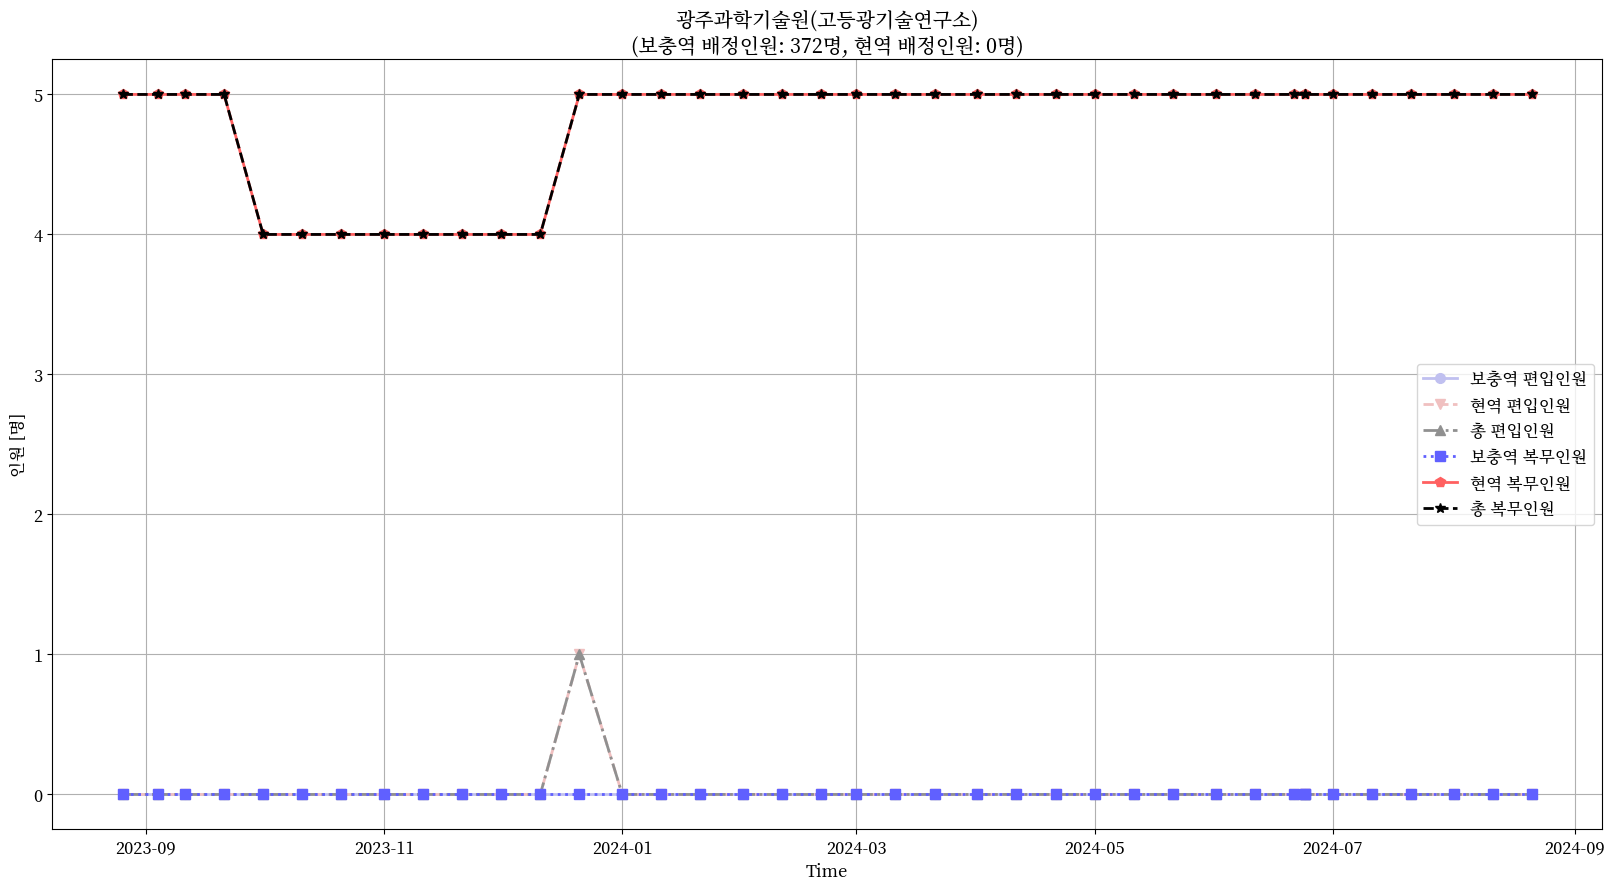 광주과학기술원(고등광기술연구소)
(보충역 배정인원: 372명, 현역 배정인원: 0명)
인원 [명]
5
4
3
2
1
0
보충역 편입인원
현역 편입인원
총 편입인원
보충역 복무인원
현역 복무인원
총 복무인원
2023-09
2023-11
2024-01
2024-03
2024-05
2024-07
2024-09
Time